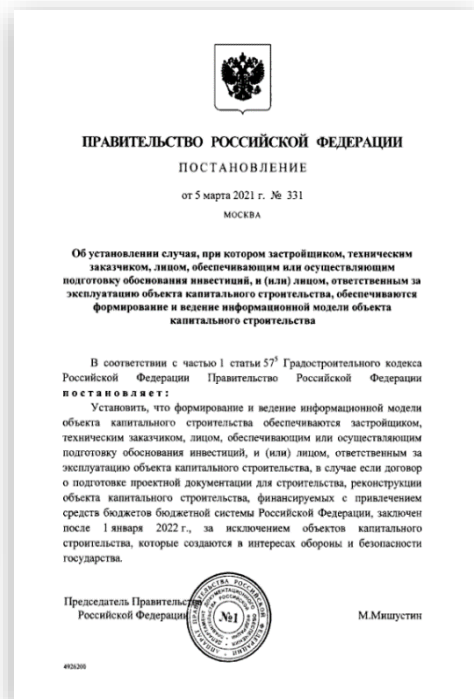 ПРАВИТЕЛЬСТВО РОССИЙСКОЙ ФЕДЕРАЦИИ
ПОСТАНОВЛЕНИЕ
от 5 марта 2021 г. № 331
МОСКВА
Об установлении случая, при котором застройщиком, техническим
заказчиком, лицом, обеспечивающим или осуществляющим
подготовку обоснования инвестиций, и (или) лицом, ответственным за
эксплуатацию объекта капитального строительства, обеспечиваются
формирование и ведение информационной модели объекта
капитального строительства
В соответствии с частью 1 статьи 57⁵ Градостроительного кодекса
Российской Федерации Правительство Российской Федерации
постановляет:
Установить, что формирование и ведение информационной модели
объекта капитального строительства обеспечиваются застройщиком,
техническим заказчиком, лицом, обеспечивающим или осуществляющим
подготовку обоснования инвестиций, и (или) лицом, ответственным за
эксплуатацию объекта капитального строительства, в случае если договор
о подготовке проектной документации для строительства, реконструкции
объекта капитального строительства, финансируемых с привлечением
средств бюджетов бюджетной системы Российской Федерации, заключен
после 1 января 2022 г., за исключением объектов капитального
строительства, которые создаются в интересах обороны и безопасности
государства.
Председатель Правительства
Российской Федерации
№1
М.Мишустин
4926260